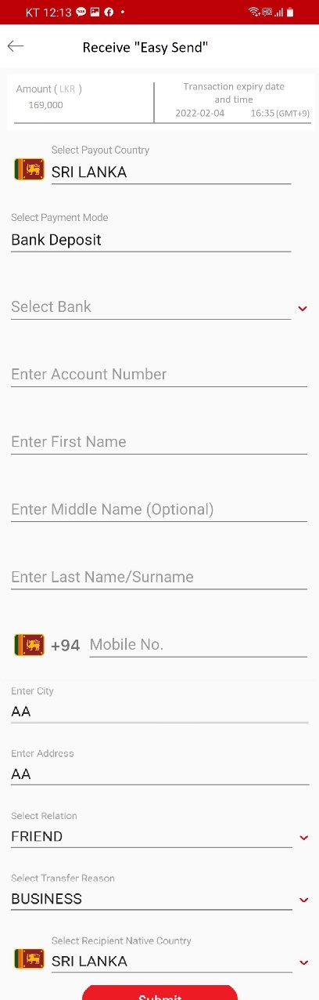 KT 12:13
Receive "Easy Send"
Amount ( LKR )
169,000
Transaction expiry date
and time
2022-02-04 16:35(GMT+9)
Select Payout Country
SRI LANKA
Select Payment Mode
Bank Deposit
Select Bank
Enter Account Number
Enter First Name
Enter Middle Name (Optional)
Enter Last Name/Surname
+94 Mobile No.
Enter City
AA
Enter Address
AA
Select Relation
FRIEND
Select Transfer Reason
BUSINESS
Select Recipient Native Country
SRI LANKA
Submit